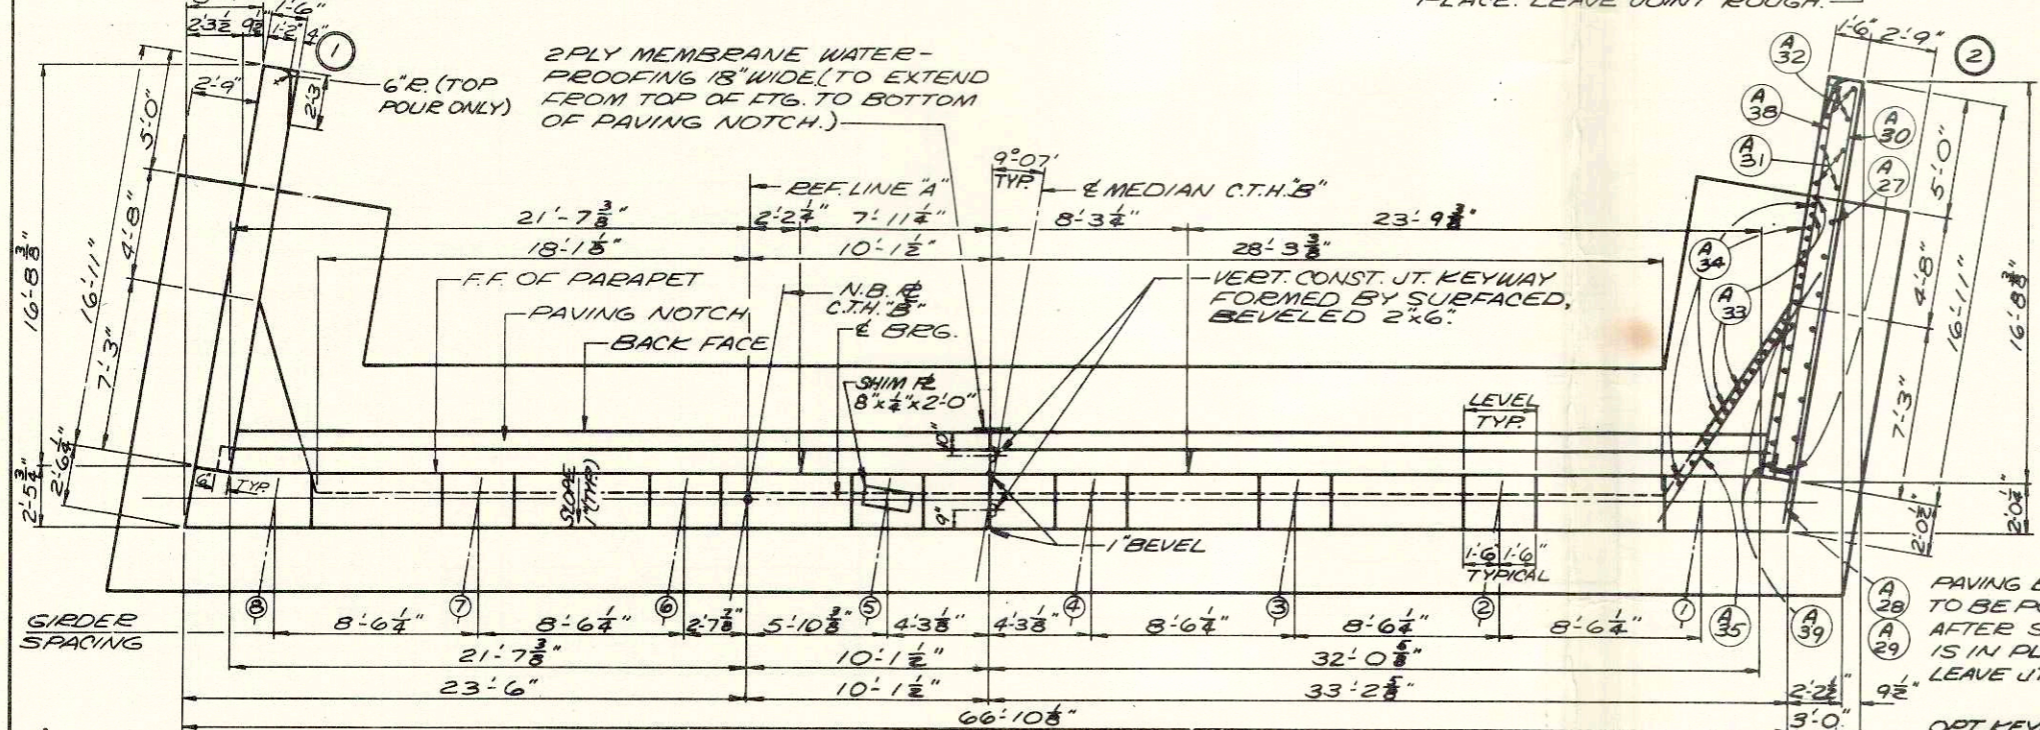 PLACE. LEAVE JOINT ROUGH.
1'-6"
2'-3½ 9½"
1'-2" 4"
1
2'-9"
6"R. (TOP
POUR ONLY)
2'-3"
2 PLY MEMBRANE WATER-
PROOFING 18" WIDE. (TO EXTEND
FROM TOP OF FTG. TO BOTTOM
OF PAVING NOTCH.)
1'-6" 2'-9"
2
A
32
A
38
A
30
A
31
A
27
A
34
A
33
5'-0"
4'-8"
7'-3"
16'-11"
16'-8⅜"
2'-6¼"
2'-5¾"
9°-07'
TYP.
REF. LINE "A"
℄ MEDIAN C.T.H. "B"
21'-7⅜"
2'-2¼"
7'-11¼"
8'-3¼"
23'-9⅜"
18'-1⅛"
10'-1½"
28'-3⅜"
F.F. OF PARAPET
N.B. R̸L
C.T.H. "B"
PAVING NOTCH
℄ BRG.
BACK FACE
VERT. CONST. JT. KEYWAY
FORMED BY SURFACED,
BEVELED 2"x6".
SHIM PL
8"x¼"x2'-0"
LEVEL
TYP.
6"
TYP.
SLOPE
1" (TYP.)
10"
9"
1" BEVEL
1'-6" 1'-6"
TYPICAL
5'-0"
4'-8"
7'-3"
16'-11"
16'-8⅜"
2'-0½"
2'-0½"
GIRDER
SPACING
8
7
6
5
4
3
2
1
8'-6¼"
8'-6¼"
2'-7⅞"
5'-10⅜"
4'-3⅛"
4'-3⅛"
8'-6¼"
8'-6¼"
8'-6¼"
A
35
A
39
A
28
A
29
PAVING
TO BE
AFTER
IS IN
LEAVE
21'-7⅜"
10'-1½"
32'-0⅝"
23'-6"
10'-1½"
33'-2⅝"
2'-2½"
9½"
66'-10⅛"
3'-0"